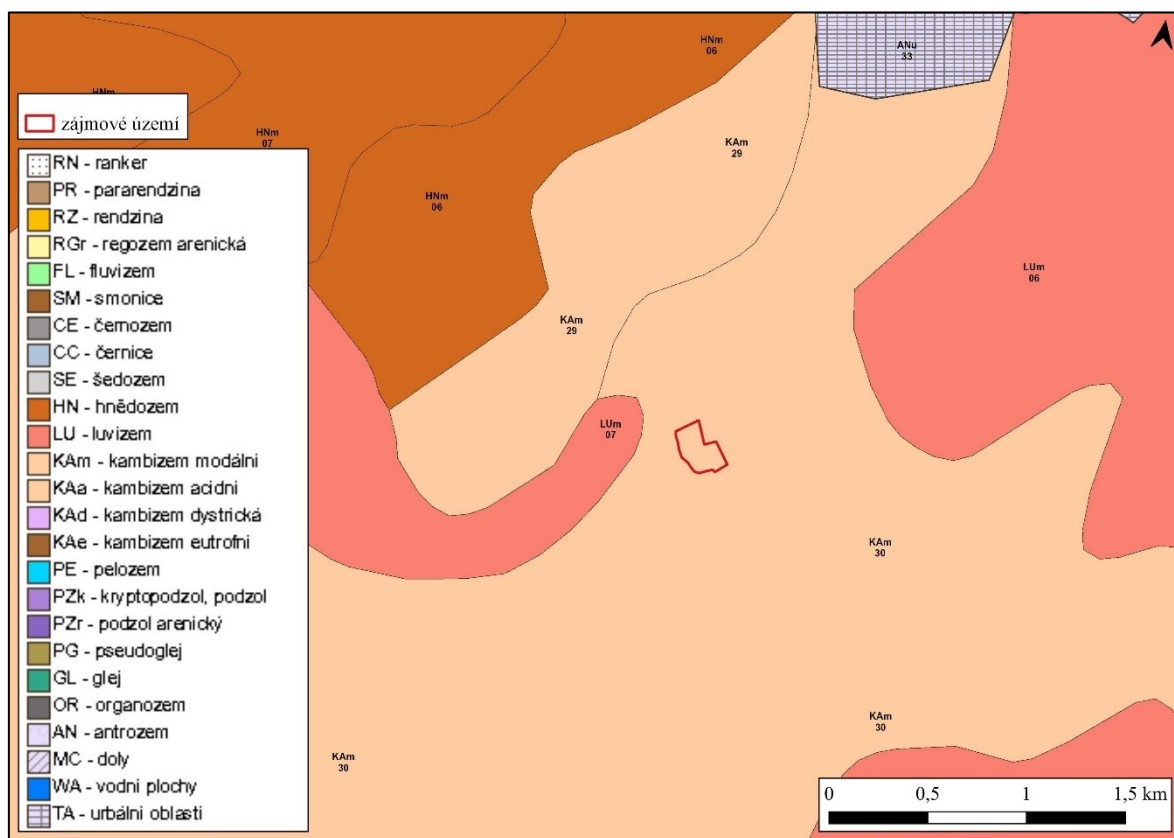 HNm
06
ANu
33
HNm
HNm
07
KAm
29
HNm
06
LUm
06
KAm
29
LUm
07
KAm
30
KAm
30
KAm
30
zájmové území
RN - ranker
PR - pararendzina
RZ - rendzina
RGr - regozem arenická
FL - fluvizem
SM - smonice
CE - černozem
CC - černice
SE - šedozem
HN - hnědozem
LU - luvizem
KAm - kambizem modální
KAa - kambizem acidní
KAd - kambizem dystrická
KAe - kambizem eutrofní
PE - pelozem
PZk - kryptopodzol, podzol
PZr - podzol arenický
PG - pseudoglej
GL - glej
OR - organozem
AN - antrozem
MC - doly
WA - vodní plochy
TA - urbální oblasti
0 0,5 1 1,5 km